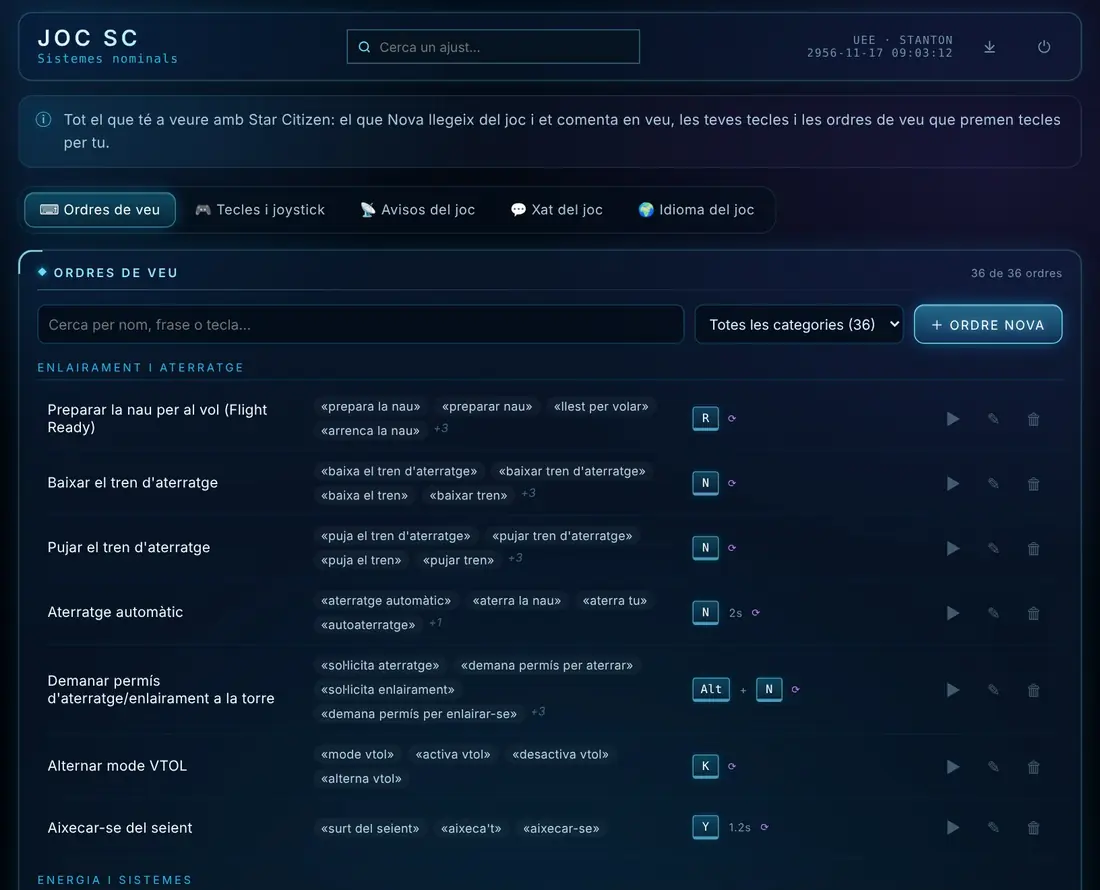 JOC SC
Sistemes nominals
Cerca un ajust...
UEE · STANTON
2956-11-17 09:03:12
Tot el que té a veure amb Star Citizen: el que Nova llegeix del joc i et comenta en veu, les teves tecles i les ordres de veu que premen tecles
per tu.
Ordres de veu
Tecles i joystick
Avisos del joc
Xat del joc
Idioma del joc
ORDRES DE VEU
36 de 36 ordres
Cerca per nom, frase o tecla...
Totes les categories (36)
+ ORDRE NOVA
ENLAIRAMENT I ATERRATGE
Preparar la nau per al vol (Flight
Ready)
«prepara la nau» «preparar nau» «llest per volar»
«arrenca la nau» +3
R
Baixar el tren d'aterratge
«baixa el tren d'aterratge» «baixar tren d'aterratge»
«baixa el tren» «baixar tren» +3
N
Pujar el tren d'aterratge
«puja el tren d'aterratge» «pujar tren d'aterratge»
«puja el tren» «pujar tren» +3
N
Aterratge automàtic
«aterratge automàtic» «aterra la nau» «aterra tu»
«autoaterratge» +1
N 2s
Demanar permís
d'aterratge/enlairament a la torre
«sol·licita aterratge» «demana permís per aterrar»
«sol·licita enlairament»
«demana permís per enlairar-se» +3
Alt + N
Alternar mode VTOL
«mode vtol» «activa vtol» «desactiva vtol»
«alterna vtol»
K
Aixecar-se del seient
«surt del seient» «aixeca't» «aixecar-se»
Y 1.2s
ENERGIA I SISTEMES